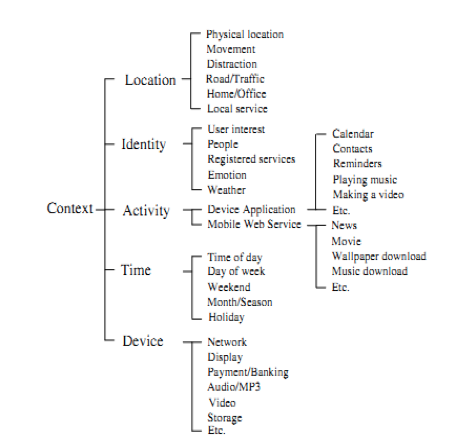 Context
Location
Physical location
Movement
Distraction
Road/Traffic
Home/Office
Local service
Identity
User interest
People
Registered services
Emotion
Weather
Activity
Device Application
Calendar
Contacts
Reminders
Playing music
Making a video
Etc.
Mobile Web Service
News
Movie
Wallpaper download
Music download
Etc.
Time
Time of day
Day of week
Weekend
Month/Season
Holiday
Device
Network
Display
Payment/Banking
Audio/MP3
Video
Storage
Etc.